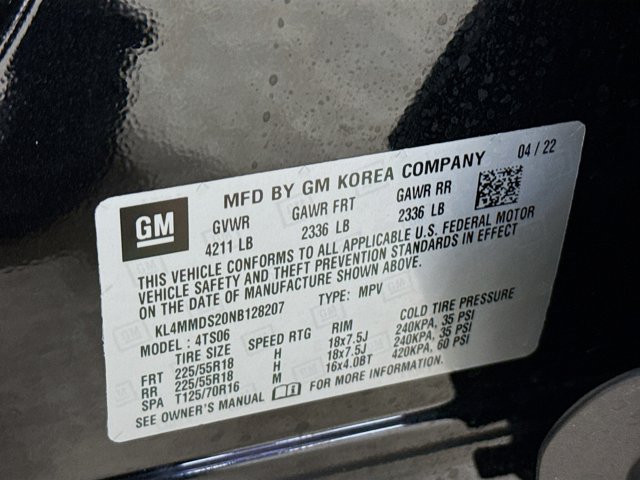 GM
MFD BY GM KOREA COMPANY 04 / 22
GVWR GAWR FRT GAWR RR
4211 LB 2336 LB 2336 LB
THIS VEHICLE CONFORMS TO ALL APPLICABLE U.S. FEDERAL MOTOR
VEHICLE SAFETY AND THEFT PREVENTION STANDARDS IN EFFECT
ON THE DATE OF MANUFACTURE SHOWN ABOVE.
KL4MMDS20NB128207 TYPE: MPV
MODEL : 4TS06
TIRE SIZE SPEED RTG RIM COLD TIRE PRESSURE
FRT 225/55R18 H 18x7.5J 240KPA, 35 PSI
RR 225/55R18 H 18x7.5J 240KPA, 35 PSI
SPA T125/70R16 M 16x4.0BT 420KPA, 60 PSI
SEE OWNER'S MANUAL FOR MORE INFORMATION.